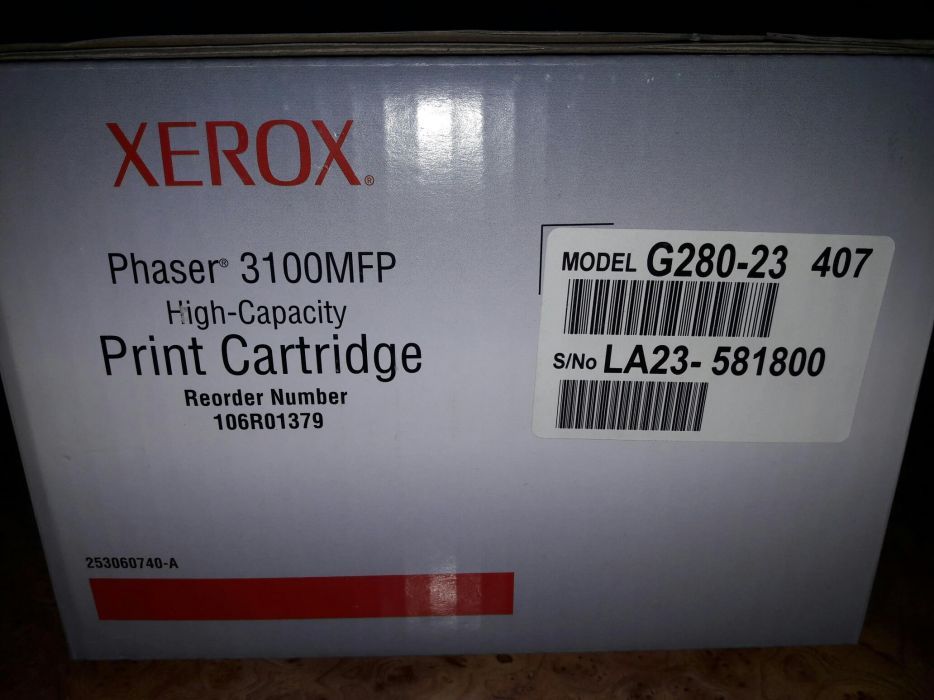 XEROX®
Phaser® 3100MFP
High-Capacity
Print Cartridge
Reorder Number
106R01379
MODEL G280-23 407
S/No LA23- 581800
253060740-A